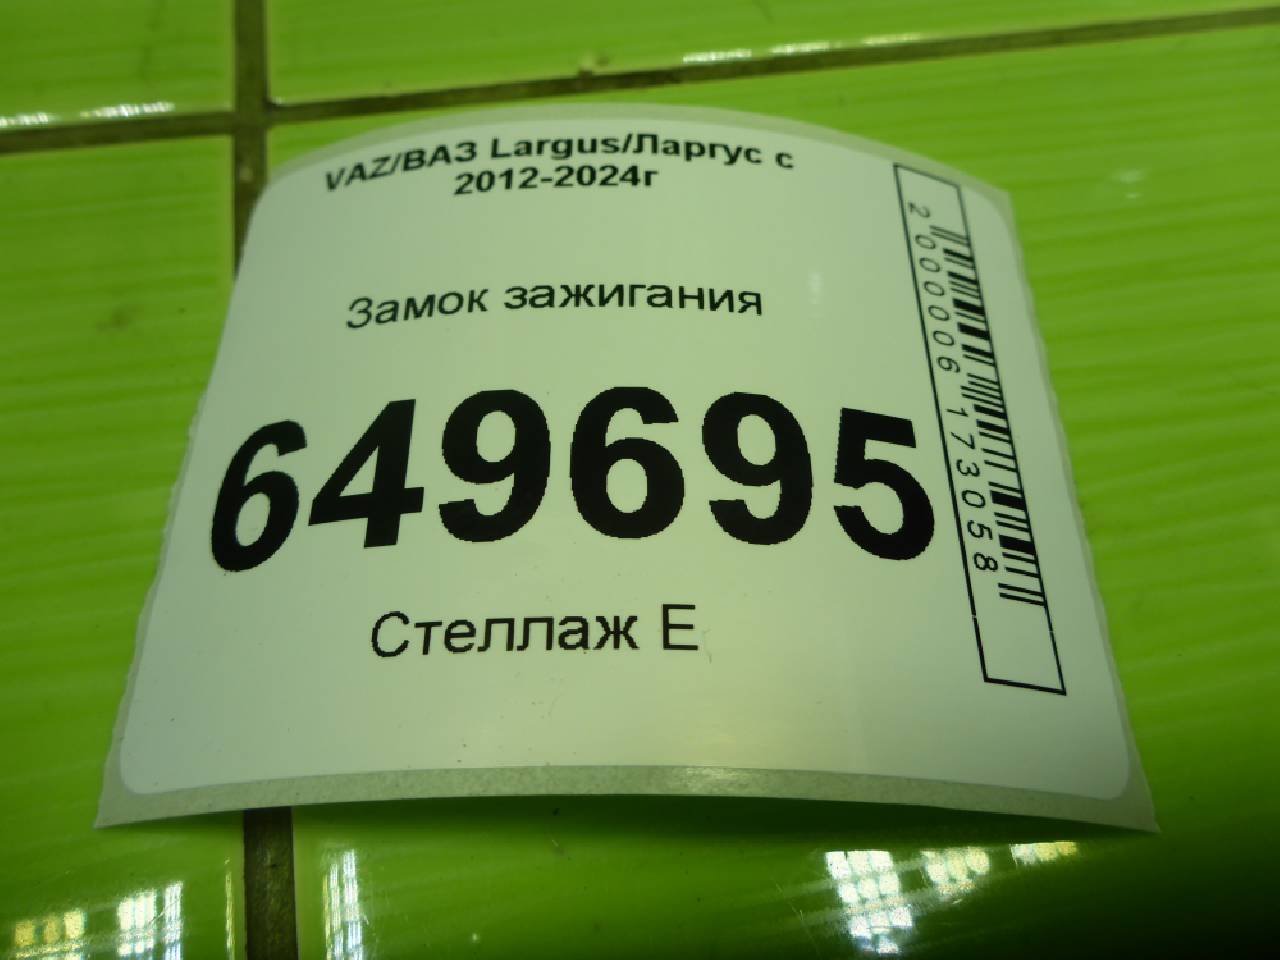 VAZ/ВАЗ Largus/Ларгус с
2012-2024г
Замок зажигания
649695
Стеллаж Е
2000006173058